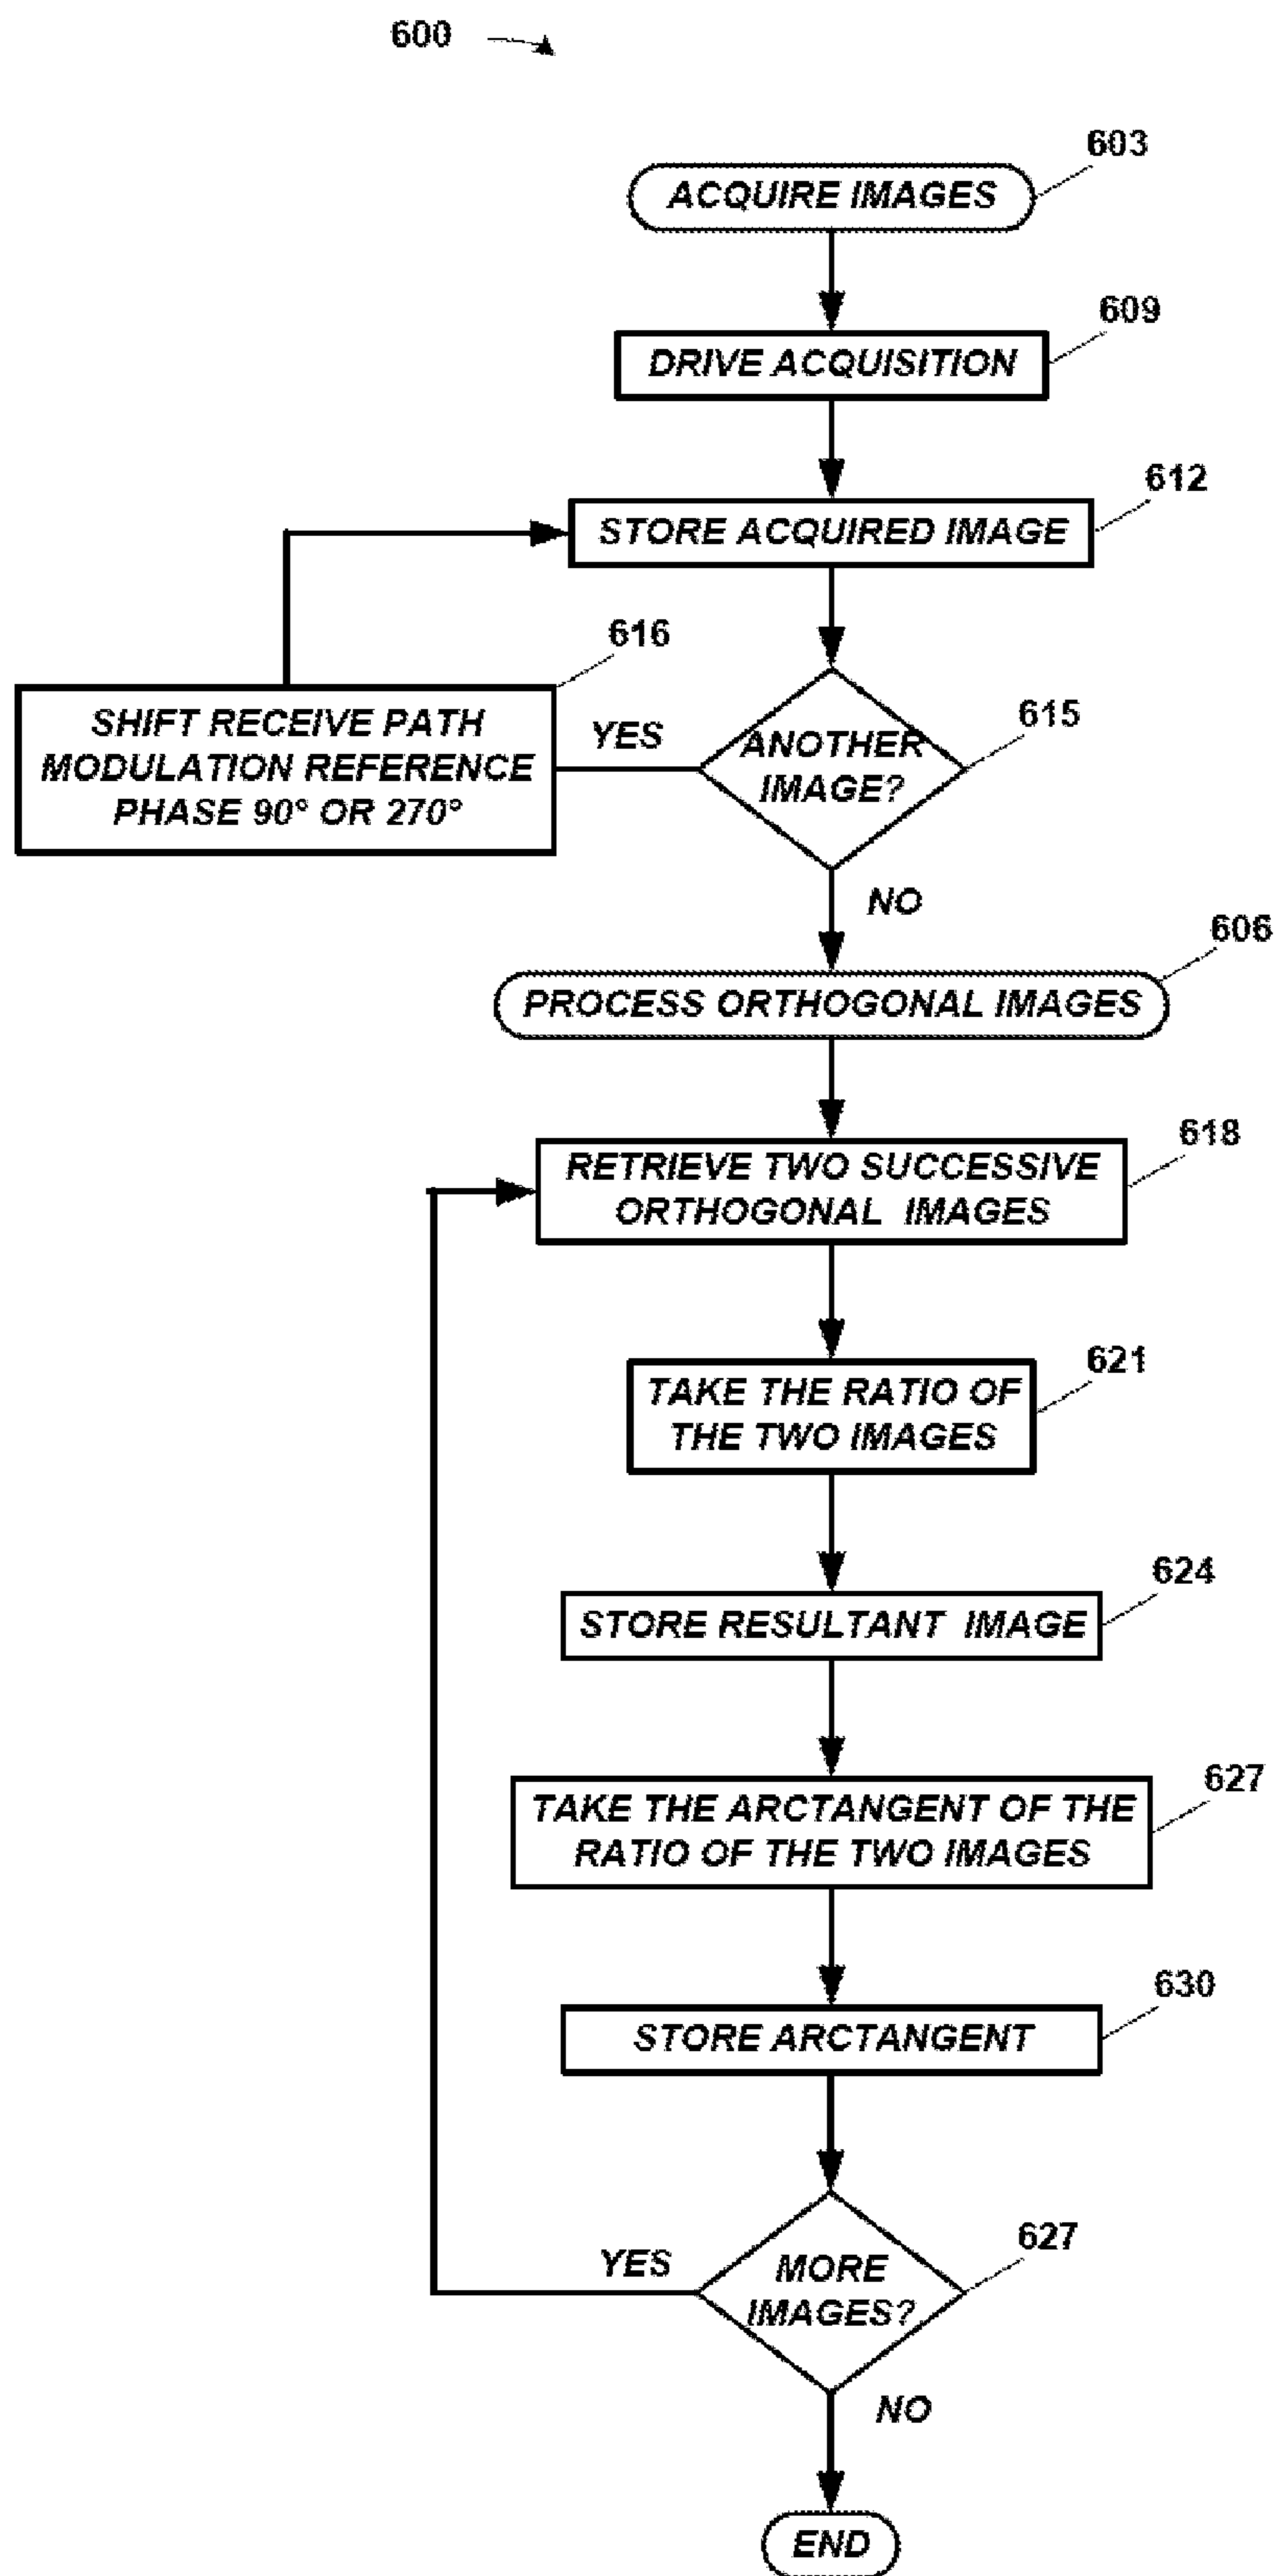 600
603
ACQUIRE IMAGES
609
DRIVE ACQUISITION
612
STORE ACQUIRED IMAGE
616
SHIFT RECEIVE PATH
MODULATION REFERENCE
PHASE 90° OR 270°
YES
615
ANOTHER
IMAGE?
NO
606
PROCESS ORTHOGONAL IMAGES
618
RETRIEVE TWO SUCCESSIVE
ORTHOGONAL IMAGES
621
TAKE THE RATIO OF
THE TWO IMAGES
624
STORE RESULTANT IMAGE
627
TAKE THE ARCTANGENT OF THE
RATIO OF THE TWO IMAGES
630
STORE ARCTANGENT
627
YES
MORE
IMAGES?
NO
END